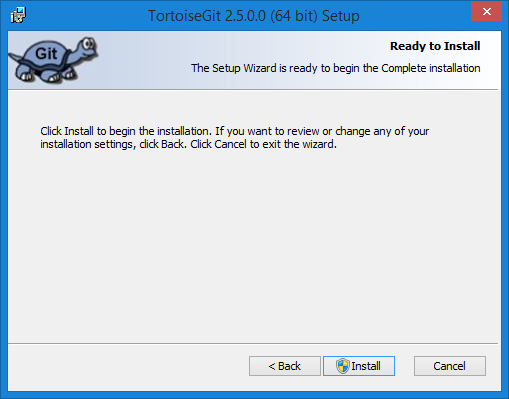 TortoiseGit 2.5.0.0 (64 bit) Setup
Git
Ready to Install
The Setup Wizard is ready to begin the Complete installation
Click Install to begin the installation. If you want to review or change any of your
installation settings, click Back. Click Cancel to exit the wizard.
< Back
Install
Cancel